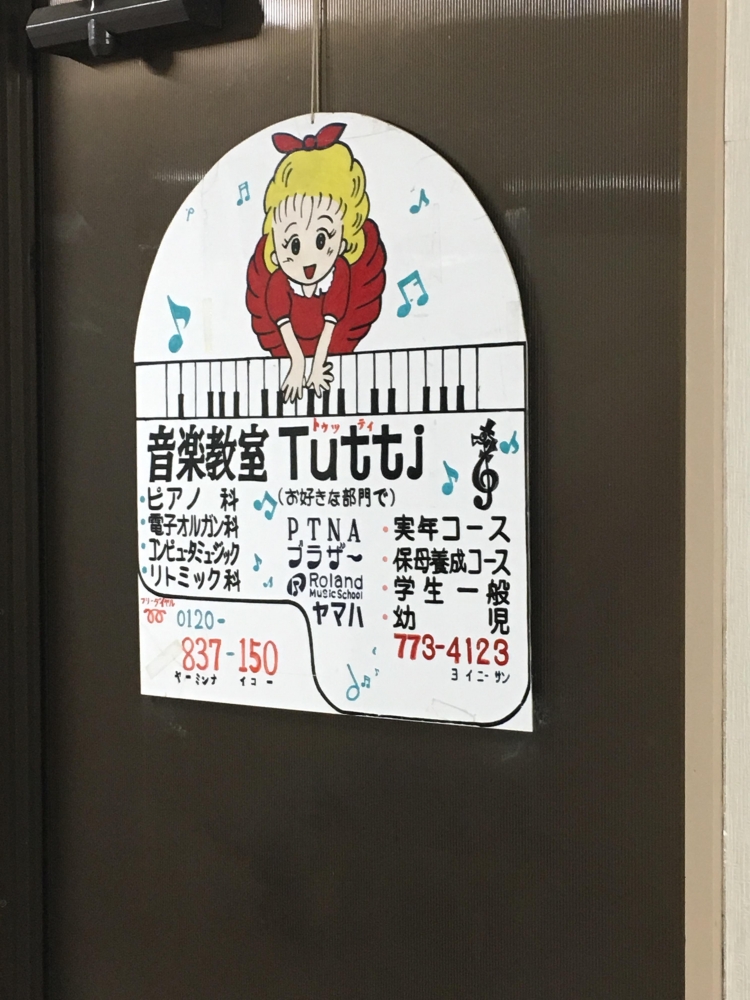 トゥッ ティ
音楽教室 Tutti
(お好きな部門で)
・ピアノ 科
・電子オルガン科
・コンピュータミュージック
・リトミック科
PTNA
ブラザ〜
R Roland
Music School
ヤマハ
・実年コース
・保母養成コース
・学生一般
・幼 児
773-4123
ヨイニーサン
フリーダイヤル
0120-
837-150
ヤーミンナ イコー